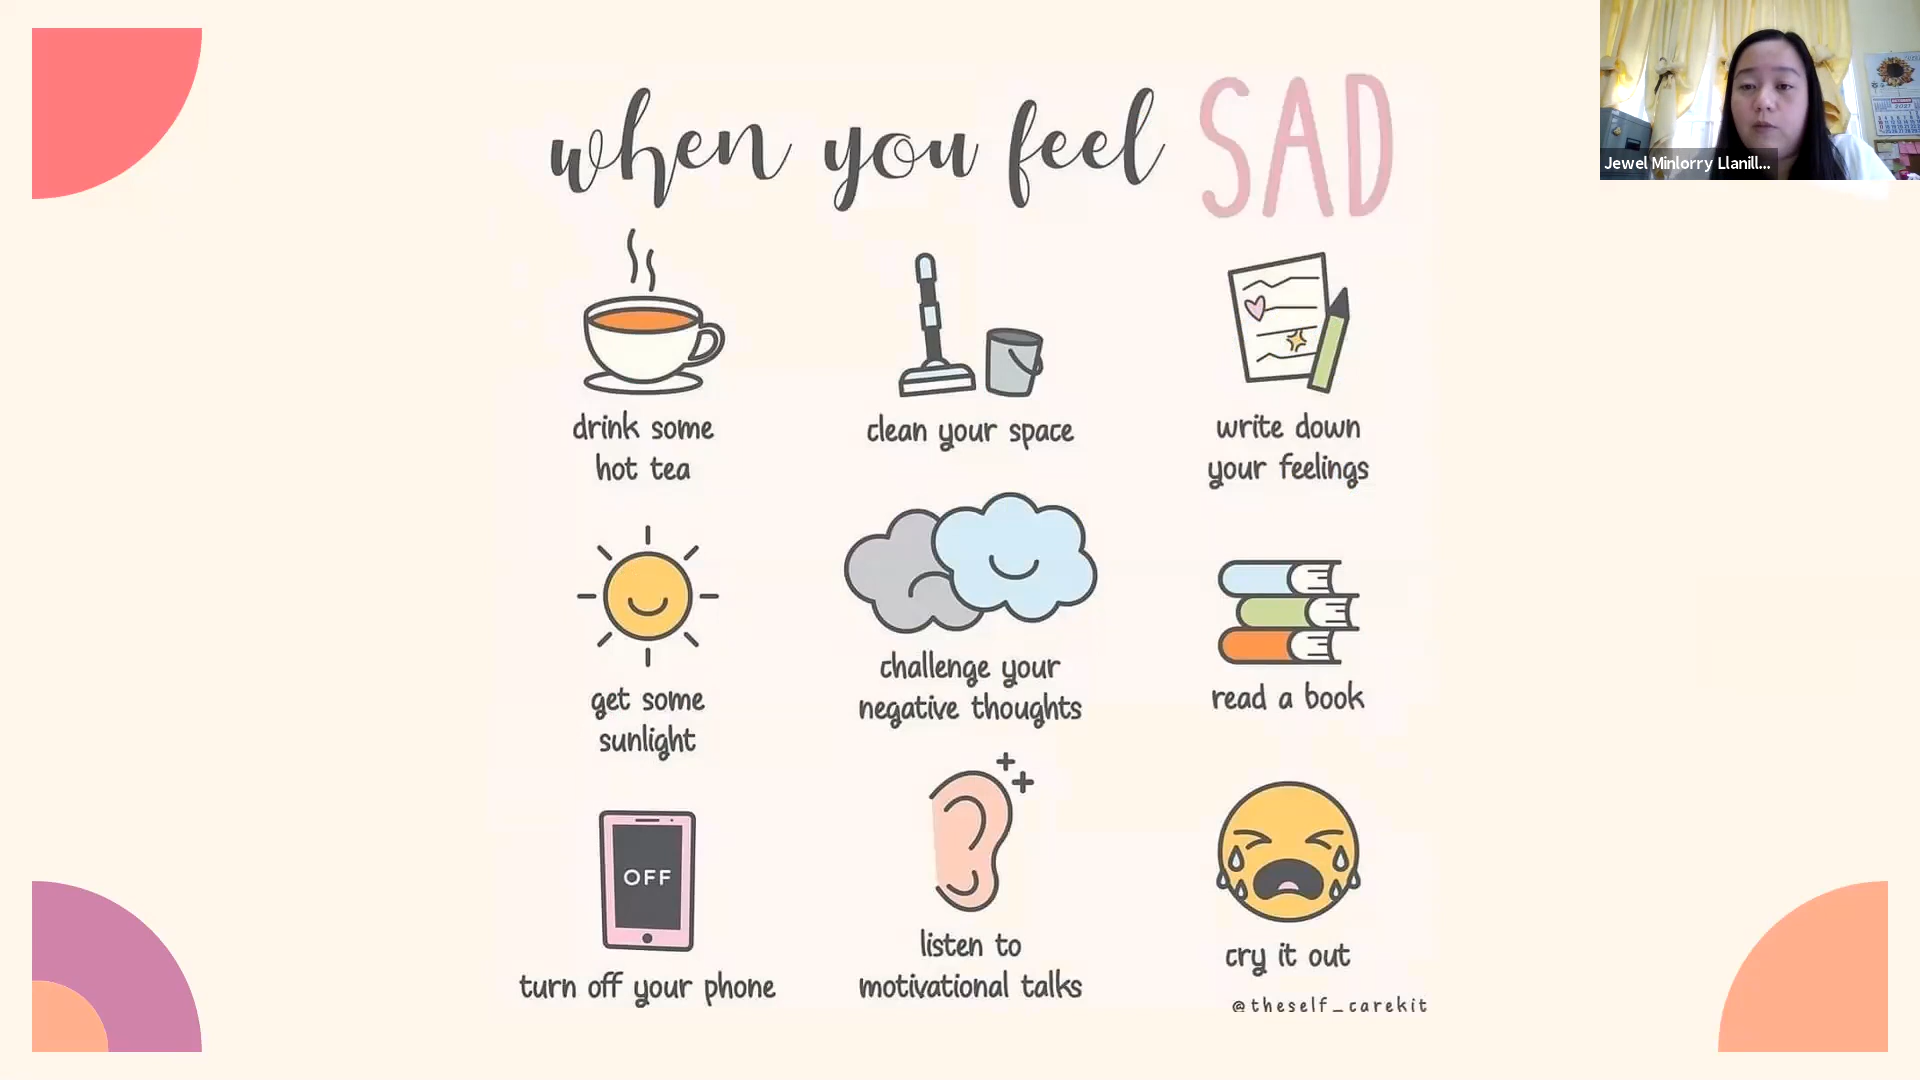 when you feel SAD
drink some
hot tea
clean your space
write down
your feelings
get some
sunlight
challenge your
negative thoughts
read a book
OFF
turn off your phone
listen to
motivational talks
cry it out
@theself_carekit
Jewel Minlorry Llanill...